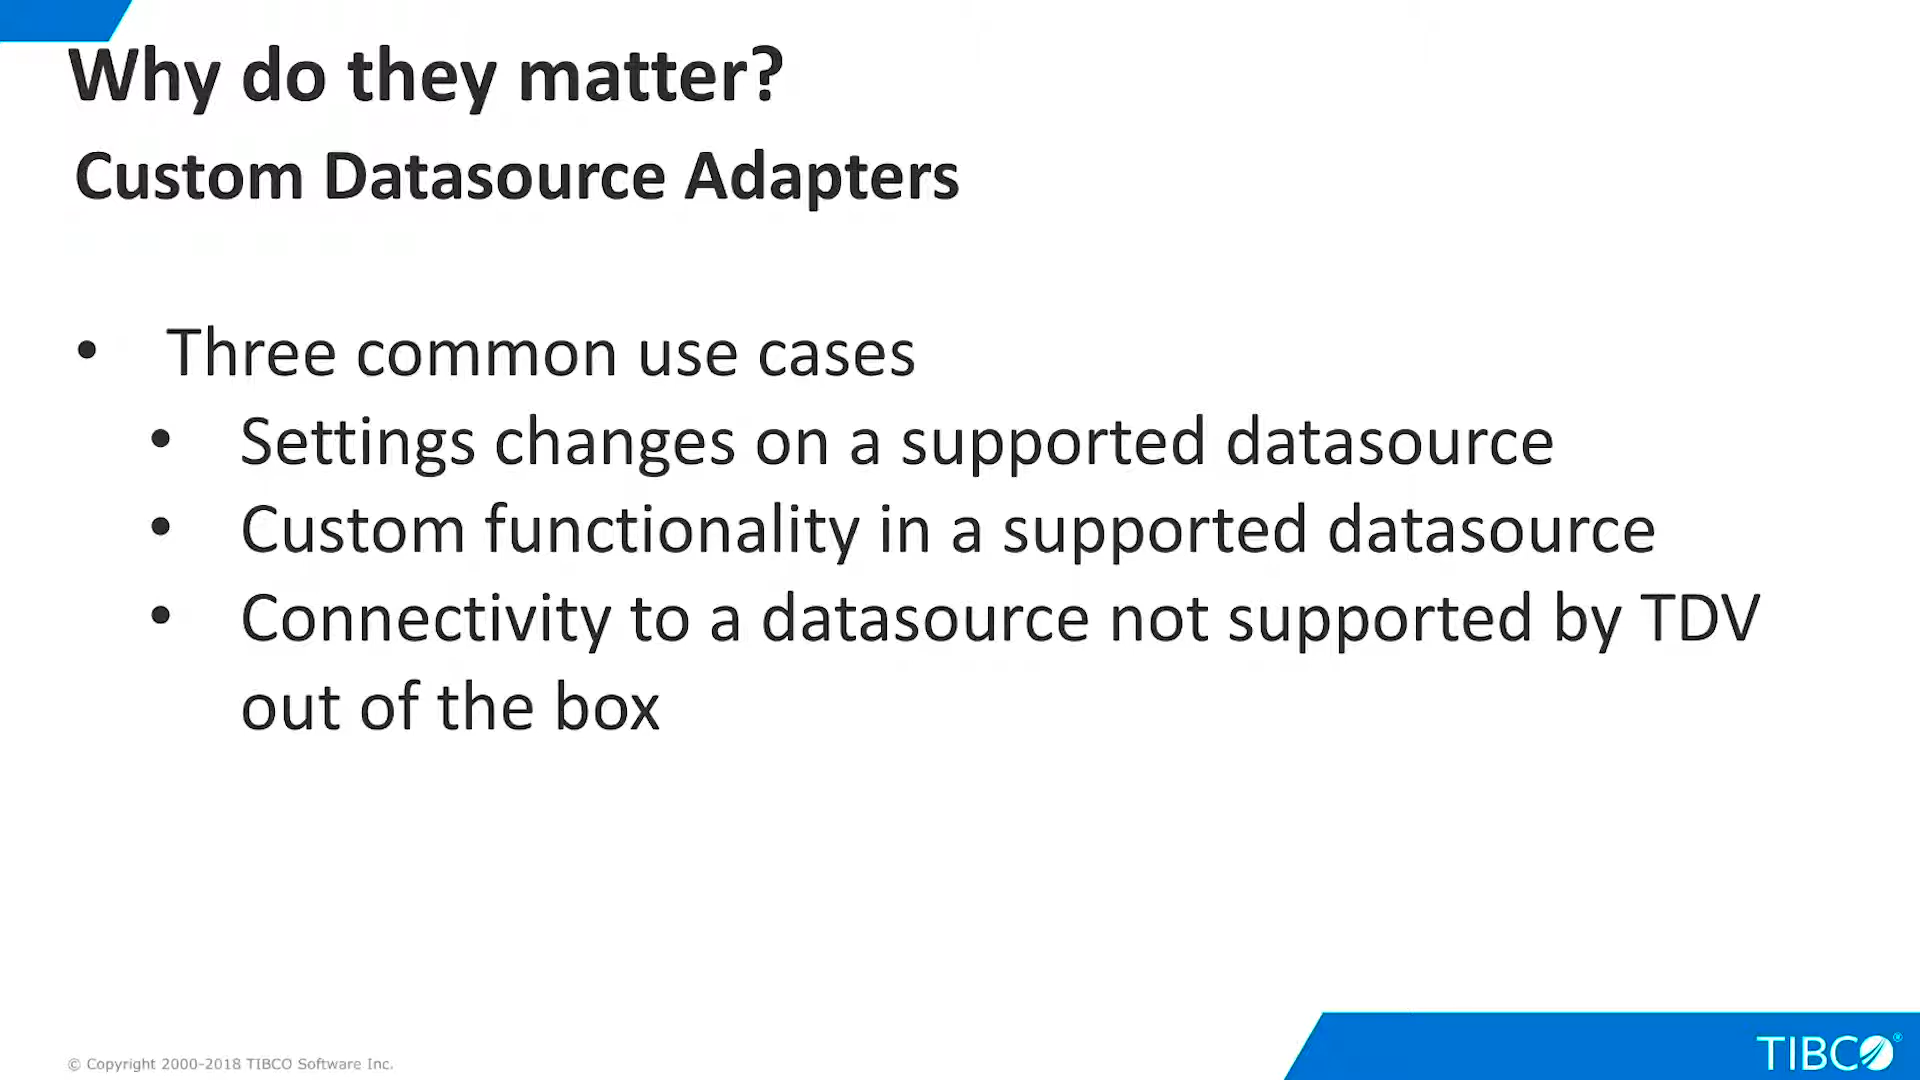 Why do they matter?
Custom Datasource Adapters
• Three common use cases
• Settings changes on a supported datasource
• Custom functionality in a supported datasource
• Connectivity to a datasource not supported by TDV
out of the box
© Copyright 2000-2018 TIBCO Software Inc.
TIBCO®